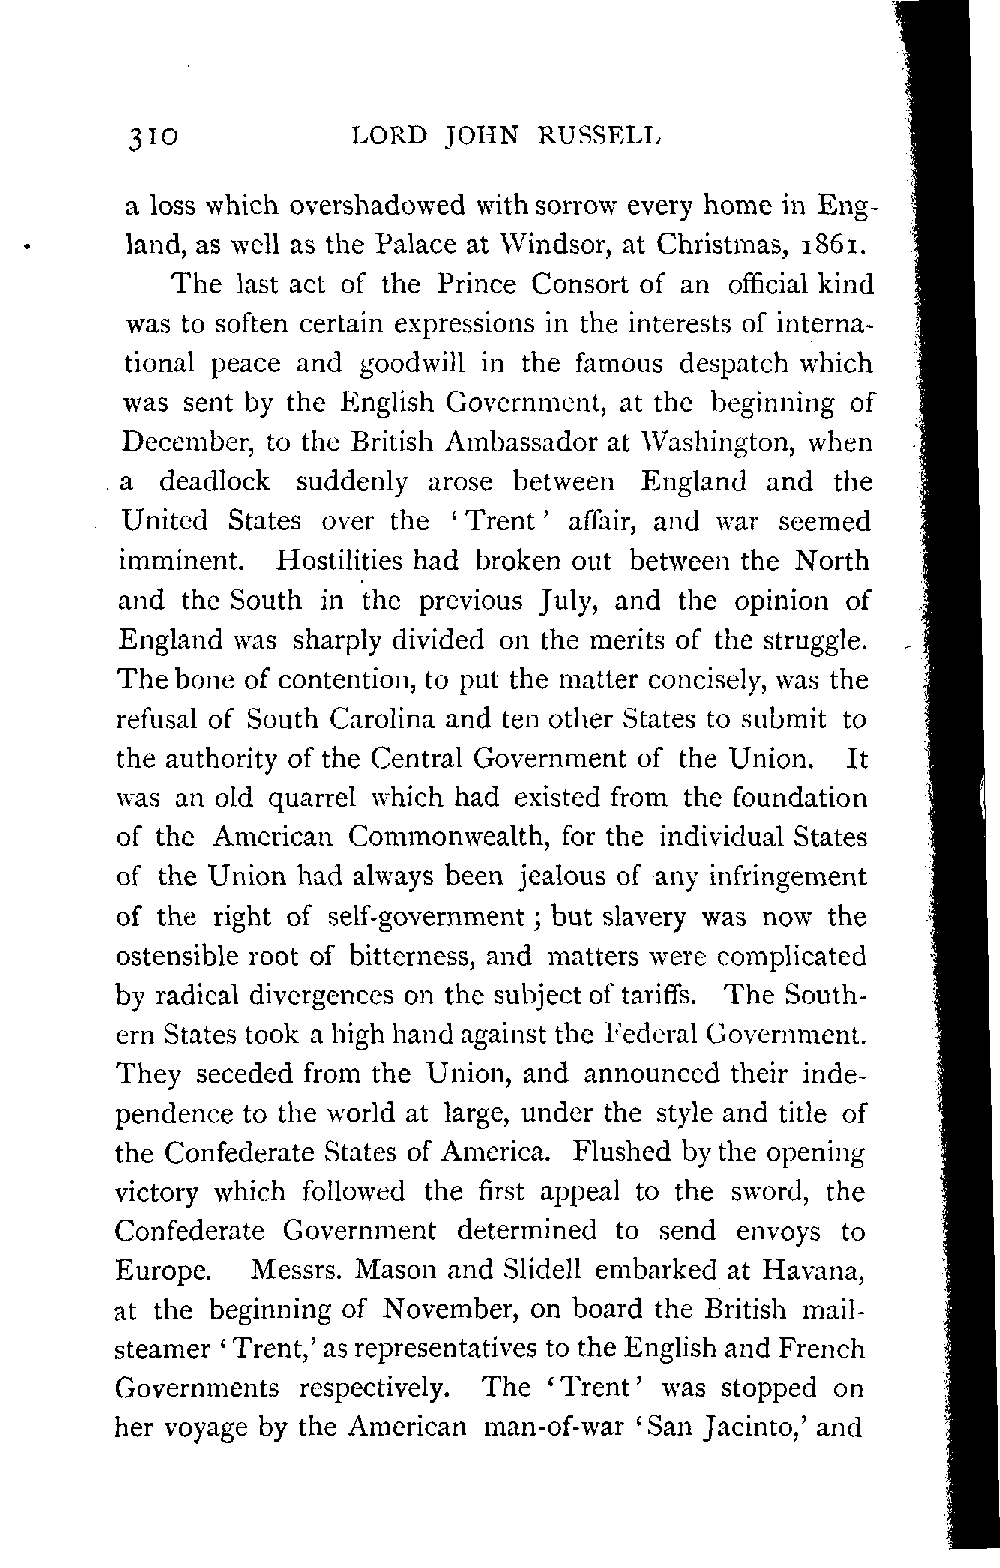 310 LORD JOHN RUSSELL
a loss which overshadowed with sorrow every home in Eng-
land, as well as the Palace at Windsor, at Christmas, 1861.
The last act of the Prince Consort of an official kind
was to soften certain expressions in the interests of interna-
tional peace and goodwill in the famous despatch which
was sent by the English Government, at the beginning of
December, to the British Ambassador at Washington, when
a deadlock suddenly arose between England and the
United States over the ‘Trent’ affair, and war seemed
imminent. Hostilities had broken out between the North
and the South in the previous July, and the opinion of
England was sharply divided on the merits of the struggle.
The bone of contention, to put the matter concisely, was the
refusal of South Carolina and ten other States to submit to
the authority of the Central Government of the Union. It
was an old quarrel which had existed from the foundation
of the American Commonwealth, for the individual States
of the Union had always been jealous of any infringement
of the right of self-government ; but slavery was now the
ostensible root of bitterness, and matters were complicated
by radical divergences on the subject of tariffs. The South-
ern States took a high hand against the Federal Government.
They seceded from the Union, and announced their inde-
pendence to the world at large, under the style and title of
the Confederate States of America. Flushed by the opening
victory which followed the first appeal to the sword, the
Confederate Government determined to send envoys to
Europe. Messrs. Mason and Slidell embarked at Havana,
at the beginning of November, on board the British mail-
steamer ‘Trent,’ as representatives to the English and French
Governments respectively. The ‘Trent’ was stopped on
her voyage by the American man-of-war ‘San Jacinto,’ and